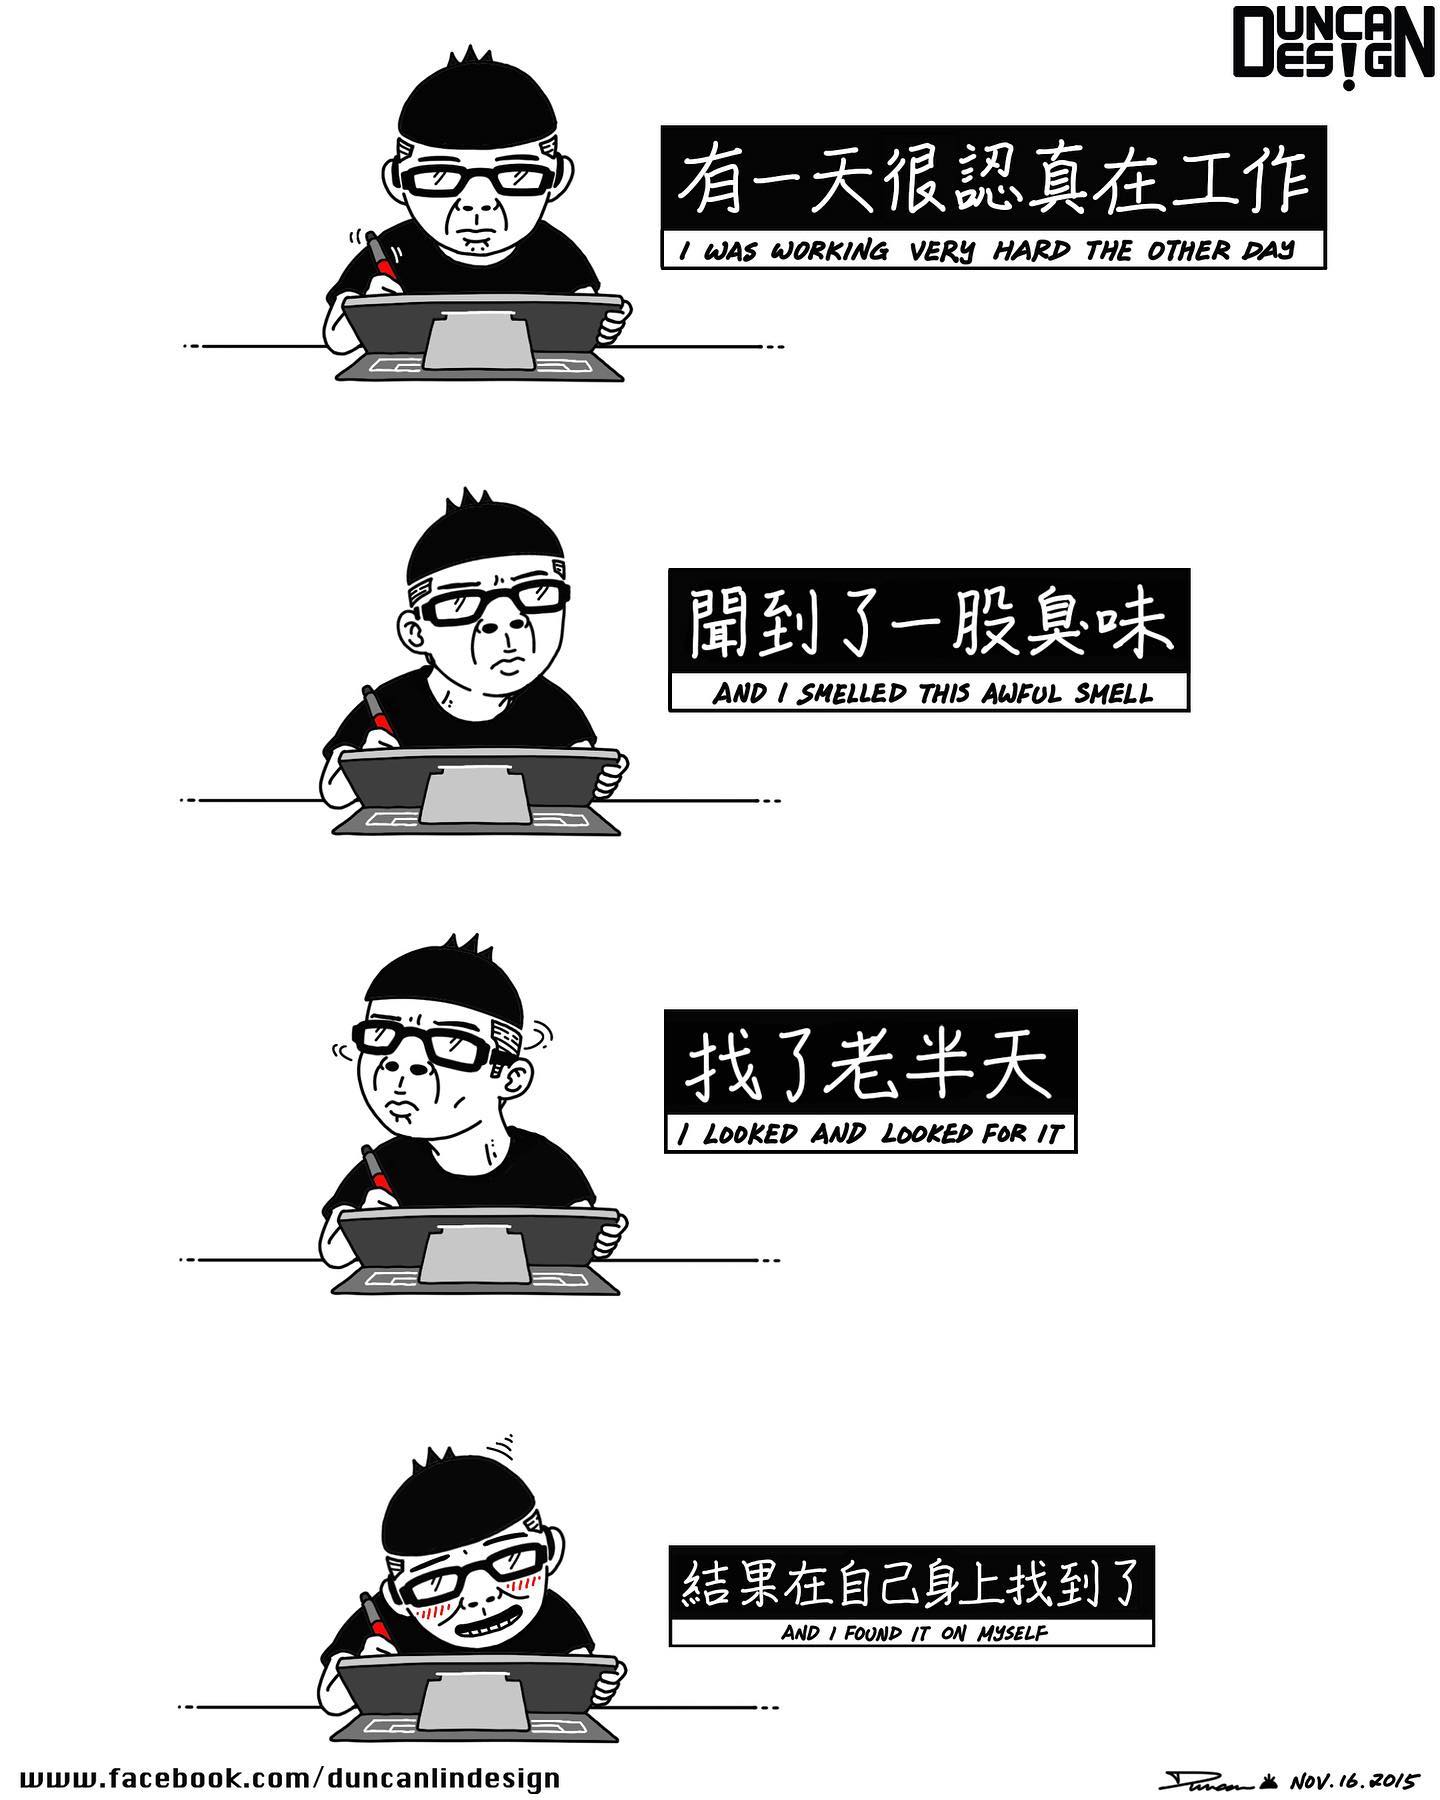 DUNCAN
DES!GN
有一天很認真在工作
I WAS WORKING VERY HARD THE OTHER DAY
聞到了一股臭味
AND I SMELLED THIS AWFUL SMELL
找了老半天
I LOOKED AND LOOKED FOR IT
結果在自己身上找到了
AND I FOUND IT ON MYSELF
www.facebook.com/duncanlindesign
Duncan NOV.16.2015